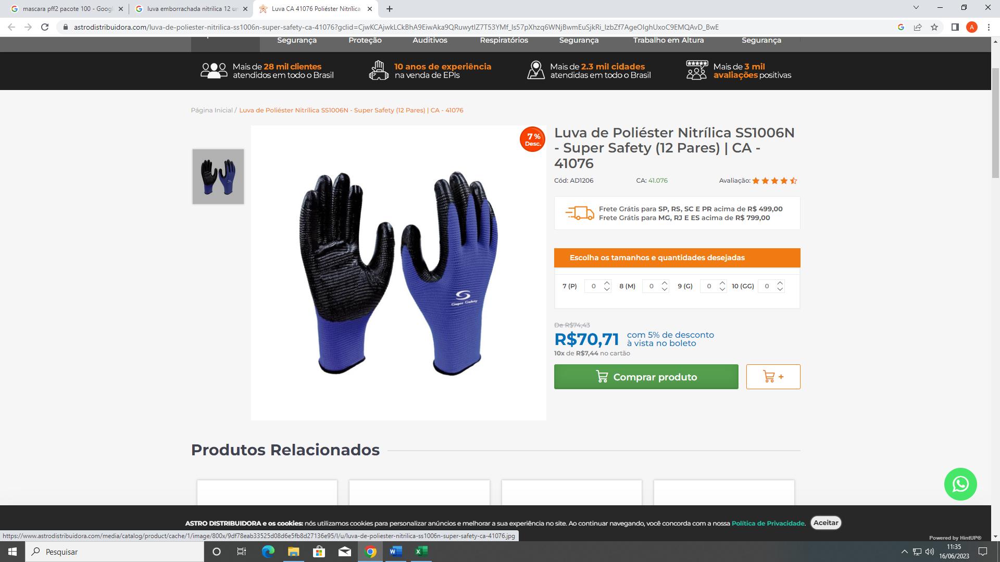 mascara pff2 pacote 100 - Googl
luva emborrachada nitrilica 12 un
Luva CA 41076 Poliéster Nitrílica
astrodistribuidora.com/luva-de-poliester-nitrilica-ss1006n-super-safety-ca-41076?gclid=CjwKCAjwkLCkBhA9EiwAka9QRuwytIZ7T53YMf_Is57pXhzq6WNjBwmEuSjkRi_IzbZf7AgeOIghUxoC9EMQAvD_BwE
A
Segurança
Proteção
Auditivos
Respiratórios
Segurança
Trabalho em Altura
Segurança
Mais de 28 mil clientes
atendidos em todo o Brasil
10 anos de experiência
na venda de EPIs
Mais de 2.3 mil cidades
atendidas em todo o Brasil
Mais de 3 mil
avaliações positivas
Página Inicial / Luva de Poliéster Nitrílica SS1006N - Super Safety (12 Pares) | CA - 41076
7 %
Desc.
Luva de Poliéster Nitrílica SS1006N
- Super Safety (12 Pares) | CA -
41076
Cód: AD1206
CA: 41.076
Avaliação:
Frete Grátis para SP, RS, SC E PR acima de R$ 499,00
Frete Grátis para MG, RJ E ES acima de R$ 799,00
Escolha os tamanhos e quantidades desejadas
7 (P) 0 8 (M) 0 9 (G) 0 10 (GG) 0
Super Safety
De R$74,43
R$70,71
com 5% de desconto
à vista no boleto
10x de R$7,44 no cartão
Comprar produto
+
Produtos Relacionados
ASTRO DISTRIBUIDORA e os cookies: nós utilizamos cookies para personalizar anúncios e melhorar a sua experiência no site. Ao continuar navegando, você concorda com a nossa Política de Privacidade.
Aceitar
https://www.astrodistribuidora.com/media/catalog/product/cache/1/image/800x/9df78eab33525d08d6e5fb8d27136e95/l/u/luva-de-poliester-nitrilica-ss1006n-super-safety-ca-41076.jpg
Powered by HintUP®
Pesquisar
11:35
16/06/2023